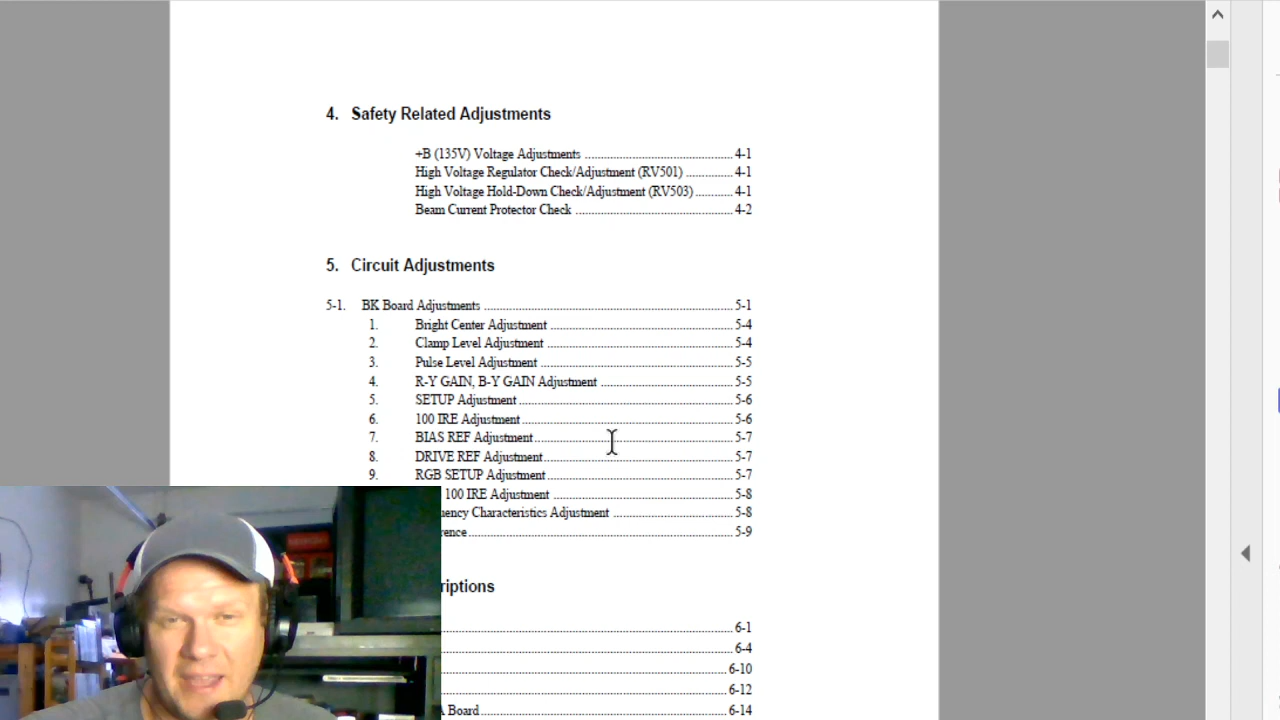 4. Safety Related Adjustments
+B (135V) Voltage Adjustments 4-1
High Voltage Regulator Check/Adjustment (RV501) 4-1
High Voltage Hold-Down Check/Adjustment (RV503) 4-1
Beam Current Protector Check 4-2
5. Circuit Adjustments
5-1. BK Board Adjustments 5-1
1. Bright Center Adjustment 5-4
2. Clamp Level Adjustment 5-4
3. Pulse Level Adjustment 5-5
4. R-Y GAIN, B-Y GAIN Adjustment 5-5
5. SETUP Adjustment 5-6
6. 100 IRE Adjustment 5-6
7. BIAS REF Adjustment 5-7
8. DRIVE REF Adjustment 5-7
9. RGB SETUP Adjustment 5-7
100 IRE Adjustment 5-8
uency Characteristics Adjustment 5-8
rence 5-9
riptions
6-1
6-4
6-10
6-12
A Board 6-14